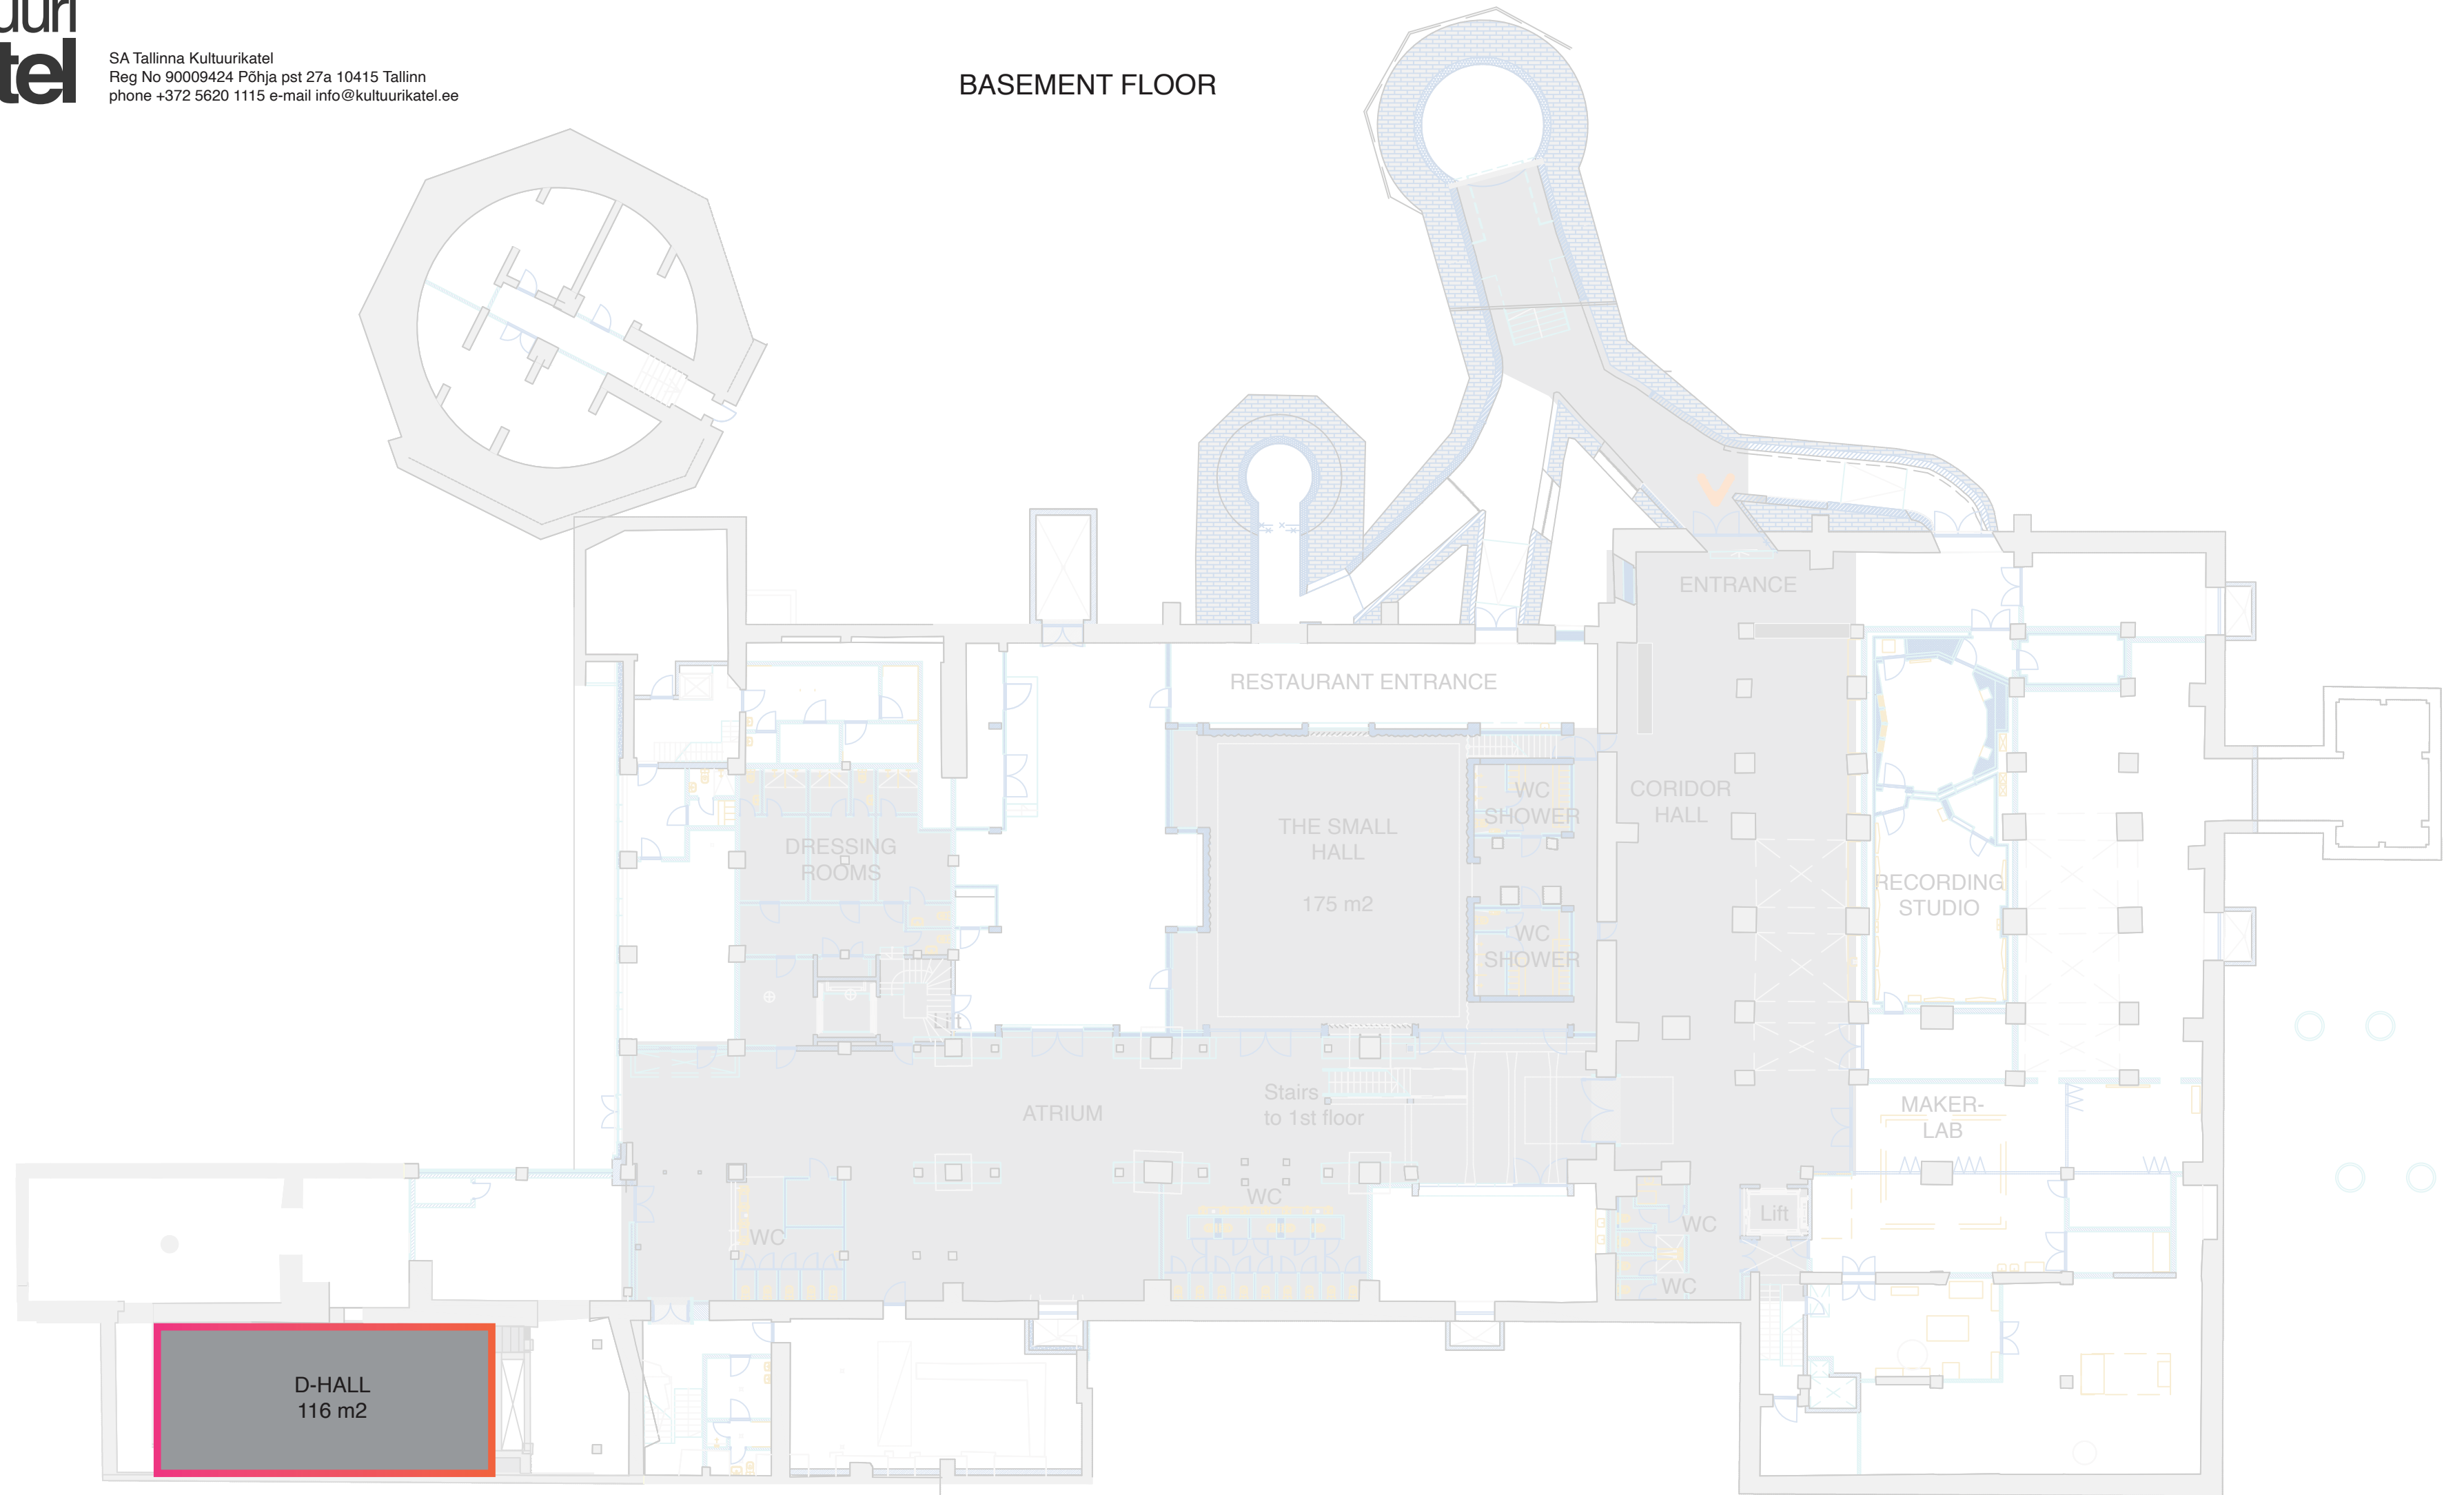 uuri
tel
SA Tallinna Kultuurikatel
Reg No 90009424 Põhja pst 27a 10415 Tallinn
phone +372 5620 1115 e-mail info@kultuurikatel.ee
BASEMENT FLOOR
ENTRANCE
RESTAURANT ENTRANCE
DRESSING
ROOMS
THE SMALL
HALL
175 m2
WC
SHOWER
WC
SHOWER
CORIDOR
HALL
RECORDING
STUDIO
ATRIUM
Stairs
to 1st floor
MAKER-
LAB
WC
WC
WC
WC
Lift
D-HALL
116 m2